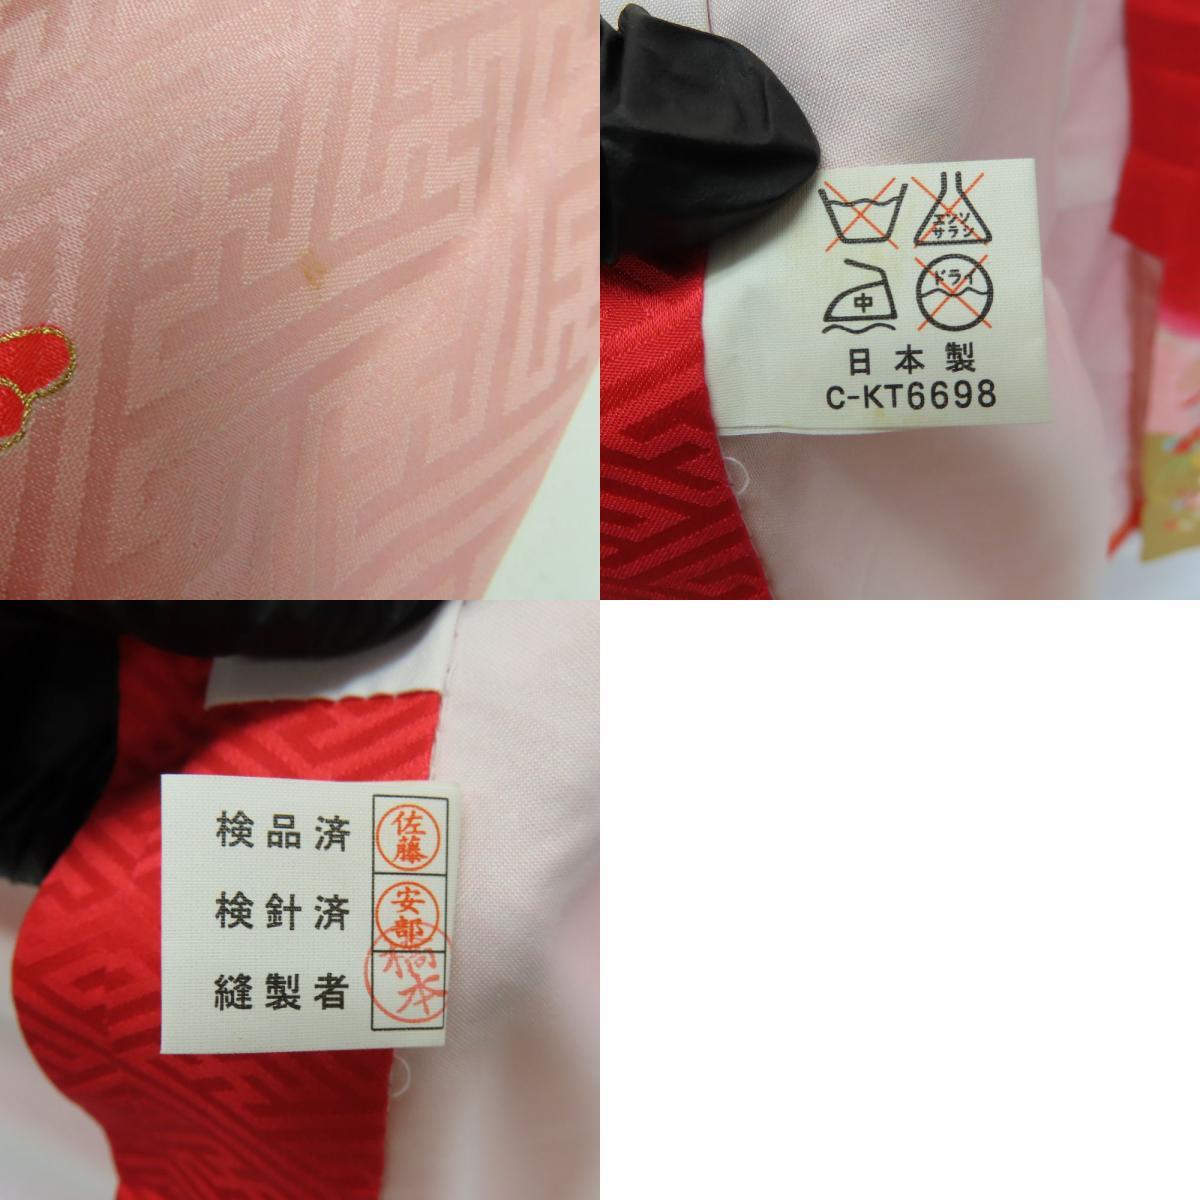 エンソ
サラシ
中
ドライ
日本製
C-KT6698
検品済 佐藤
検針済 安部
縫製者 橋本